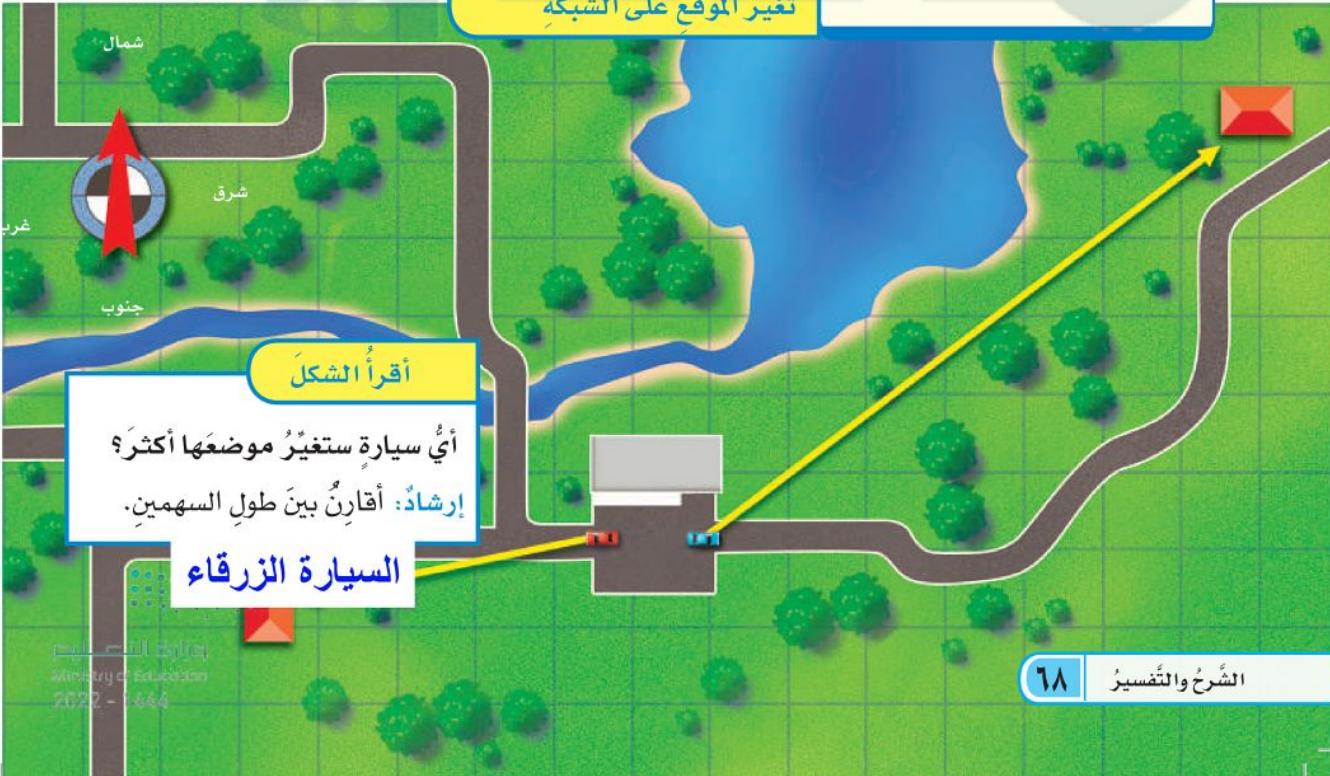 تغير الموقعِ على الشبكةِ
شمال
شرق
غرب
جنوب
أقرأُ الشكلَ
أيُّ سيارةٍ ستغيِّرُ موضعَها أكثرَ؟
إرشادٌ: أقارِنُ بينَ طولِ السهمينِ.
السيارة الزرقاء
وزارة التعليم
Ministry of Education
2022 - 1444
الشَّرحُ والتَّفسيرُ ٦٨